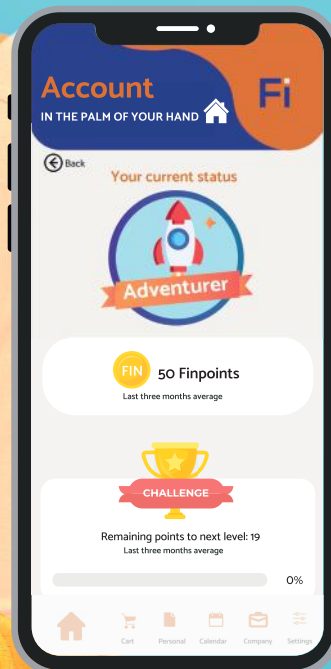 Account
Fi
IN THE PALM OF YOUR HAND
Back
Your current status
Adventurer
FIN
50 Finpoints
Last three months average
CHALLENGE
Remaining points to next level: 19
Last three months average
0%
Cart Personal Calendar Company Settings